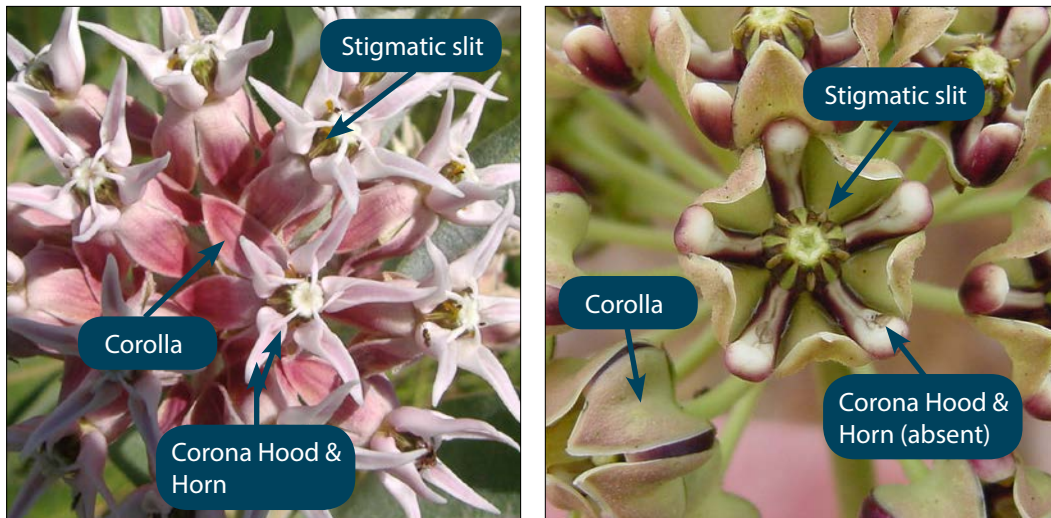 Stigmatic slit
Corolla
Corona Hood &
Horn
Stigmatic slit
Corolla
Corona Hood &
Horn (absent)